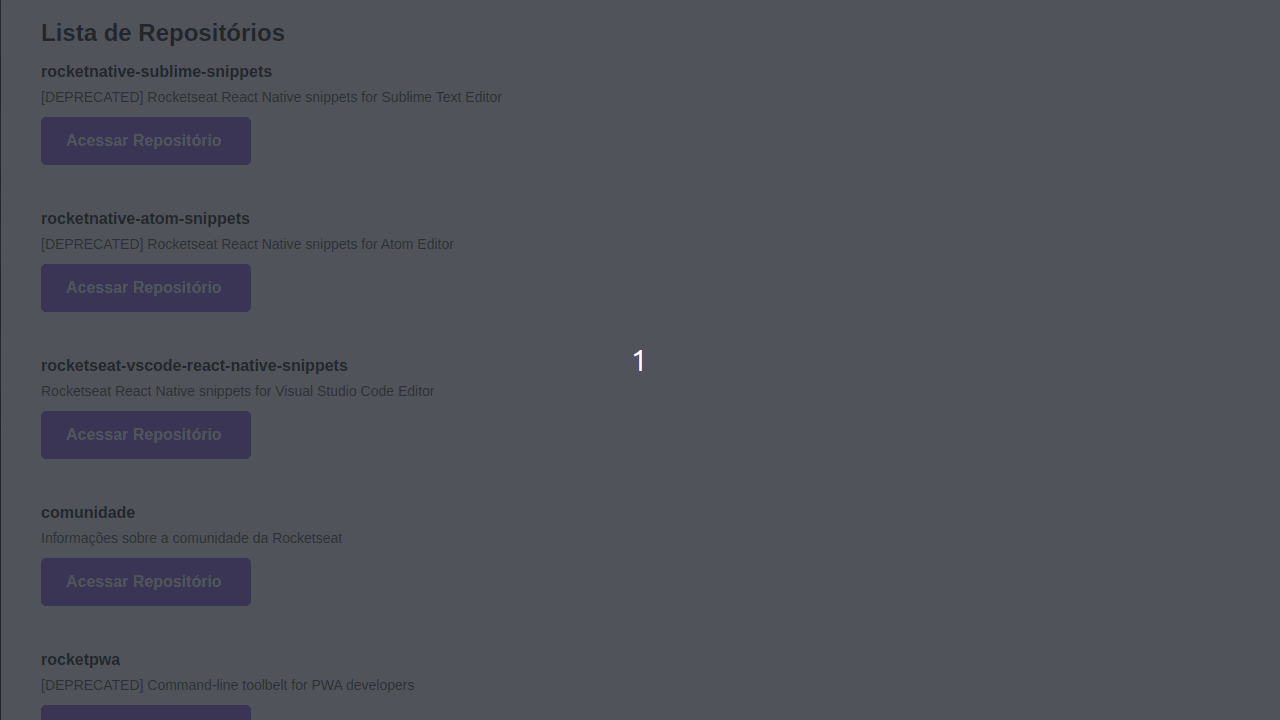 Lista de Repositórios
rocketnative-sublime-snippets
[DEPRECATED] Rocketseat React Native snippets for Sublime Text Editor
Acessar Repositório
rocketnative-atom-snippets
[DEPRECATED] Rocketseat React Native snippets for Atom Editor
Acessar Repositório
rocketseat-vscode-react-native-snippets
1
Rocketseat React Native snippets for Visual Studio Code Editor
Acessar Repositório
comunidade
Informações sobre a comunidade da Rocketseat
Acessar Repositório
rocketpwa
[DEPRECATED] Command-line toolbelt for PWA developers